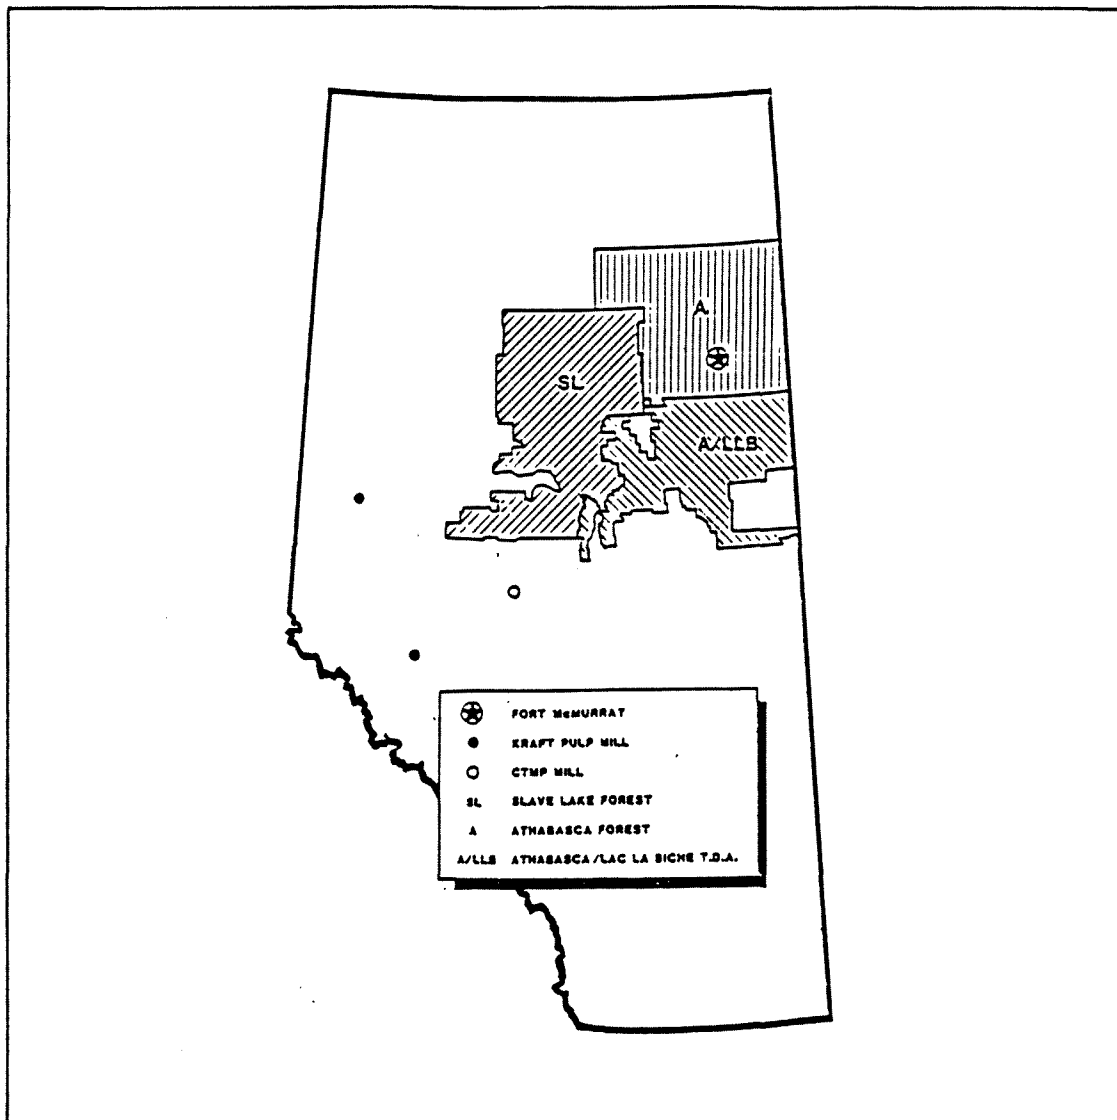 A
SL
A/LLB
FORT McMURRAT
KRAFT PULP MILL
CTMP MILL
SL SLAVE LAKE FOREST
A ATHABASCA FOREST
A/LLB ATHABASCA/LAC LA BICHE T.D.A.